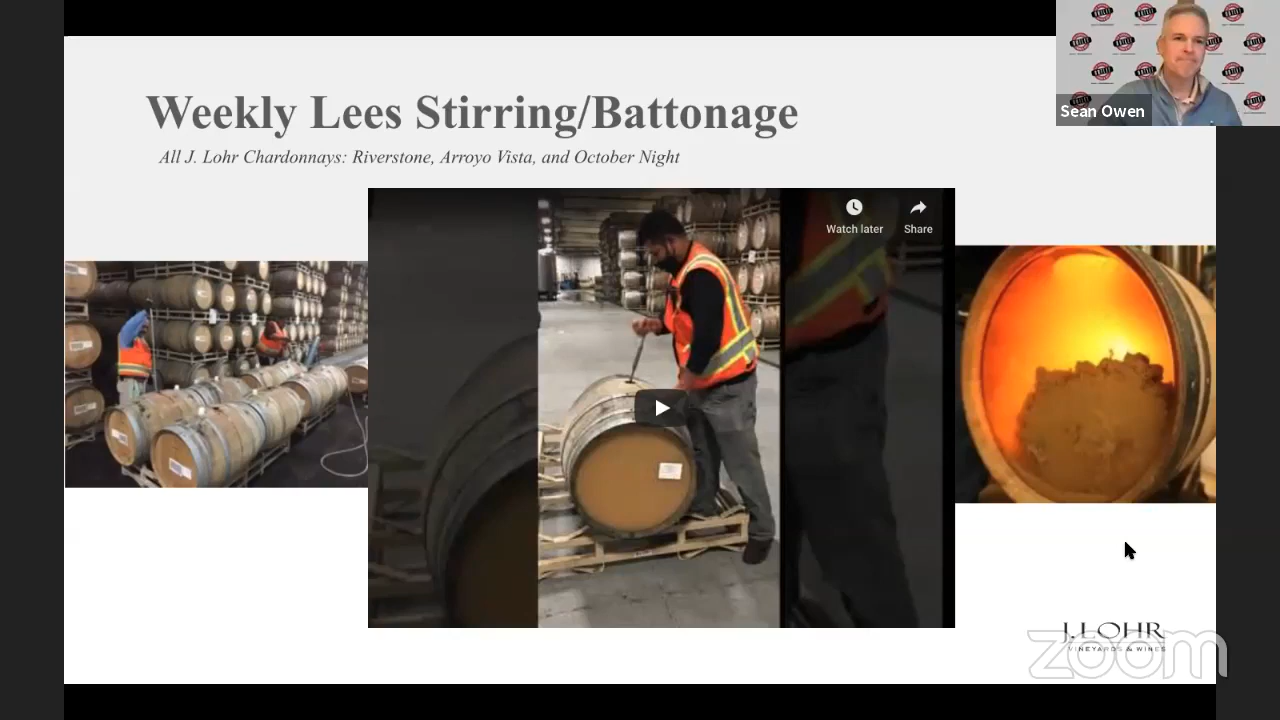 Weekly Lees Stirring/Battonage
All J. Lohr Chardonnays: Riverstone, Arroyo Vista, and October Night
Sean Owen
Watch later
Share
J. LOHR
VINEYARDS & WINES
zoom